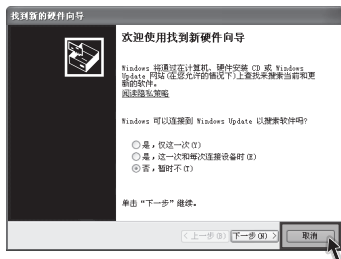 找到新的硬件向导
欢迎使用找到新硬件向导
Windows 将通过在计算机、硬件安装 CD 或 Windows
Update 网站(在您允许的情况下)上查找来搜索当前和更
新的软件。
阅读隐私策略
Windows 可以连接到 Windows Update 以搜索软件吗?
是，仅这一次(Y)
是，这一次和每次连接设备时(E)
否，暂时不(T)
单击“下一步”继续。
<上一步(B)
下一步(N)>
取消